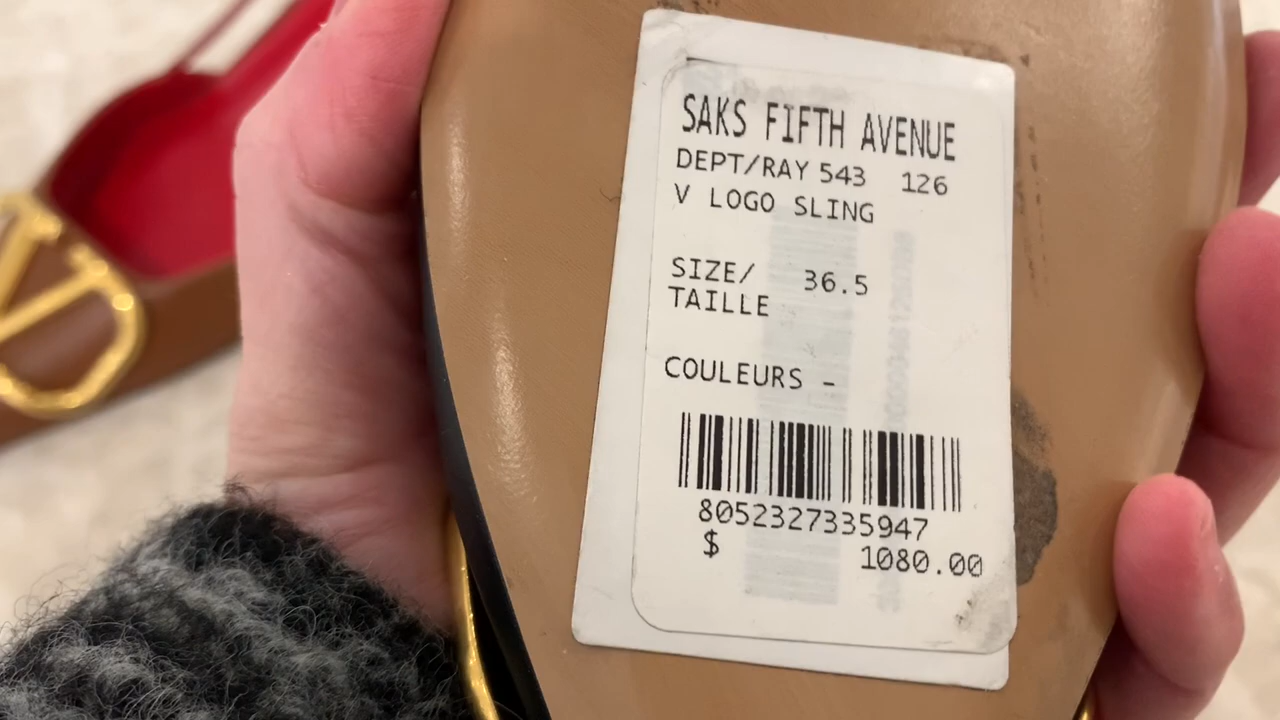 SAKS FIFTH AVENUE
DEPT/RAY 543 126
V LOGO SLING
SIZE/ 36.5
TAILLE
COULEURS -
8052327335947
$ 1080.00